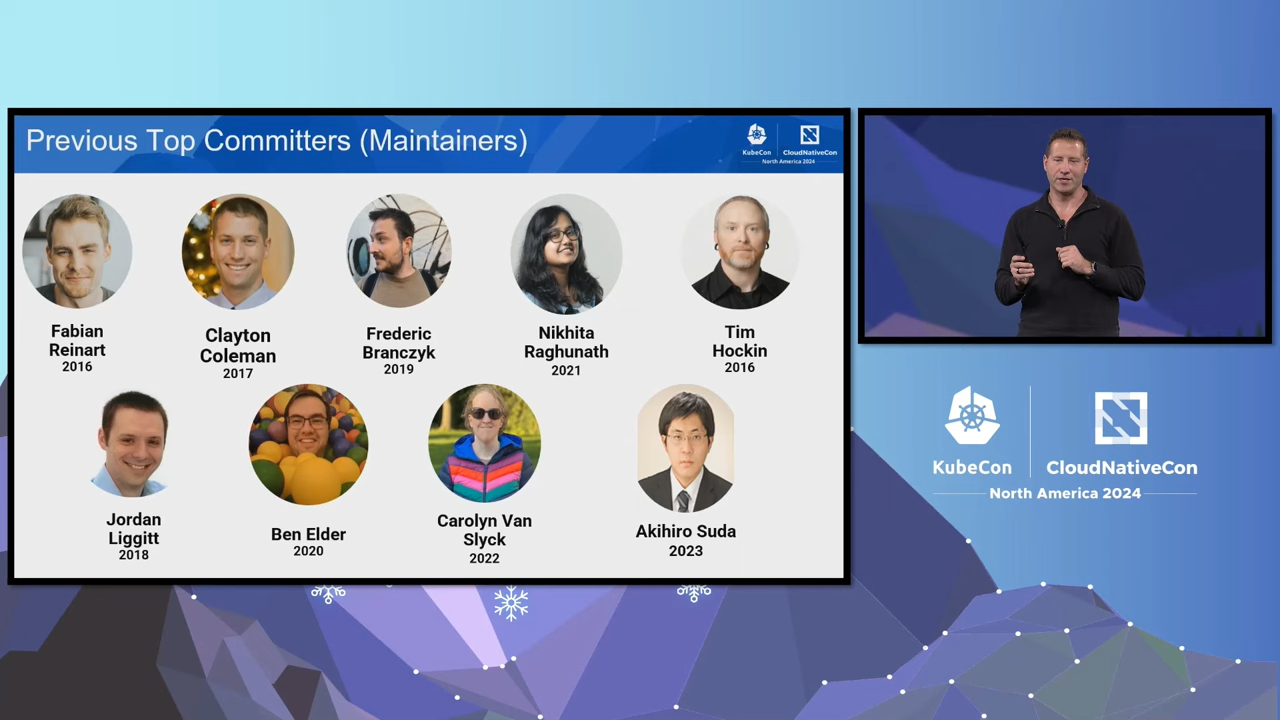 Previous Top Committers (Maintainers)
KubeCon
CloudNativeCon
North America 2024
Fabian
Reinart
2016
Clayton
Coleman
2017
Frederic
Branczyk
2019
Nikhita
Raghunath
2021
Tim
Hockin
2016
Jordan
Liggitt
2018
Ben Elder
2020
Carolyn Van
Slyck
2022
Akihiro Suda
2023
KubeCon
CloudNativeCon
North America 2024